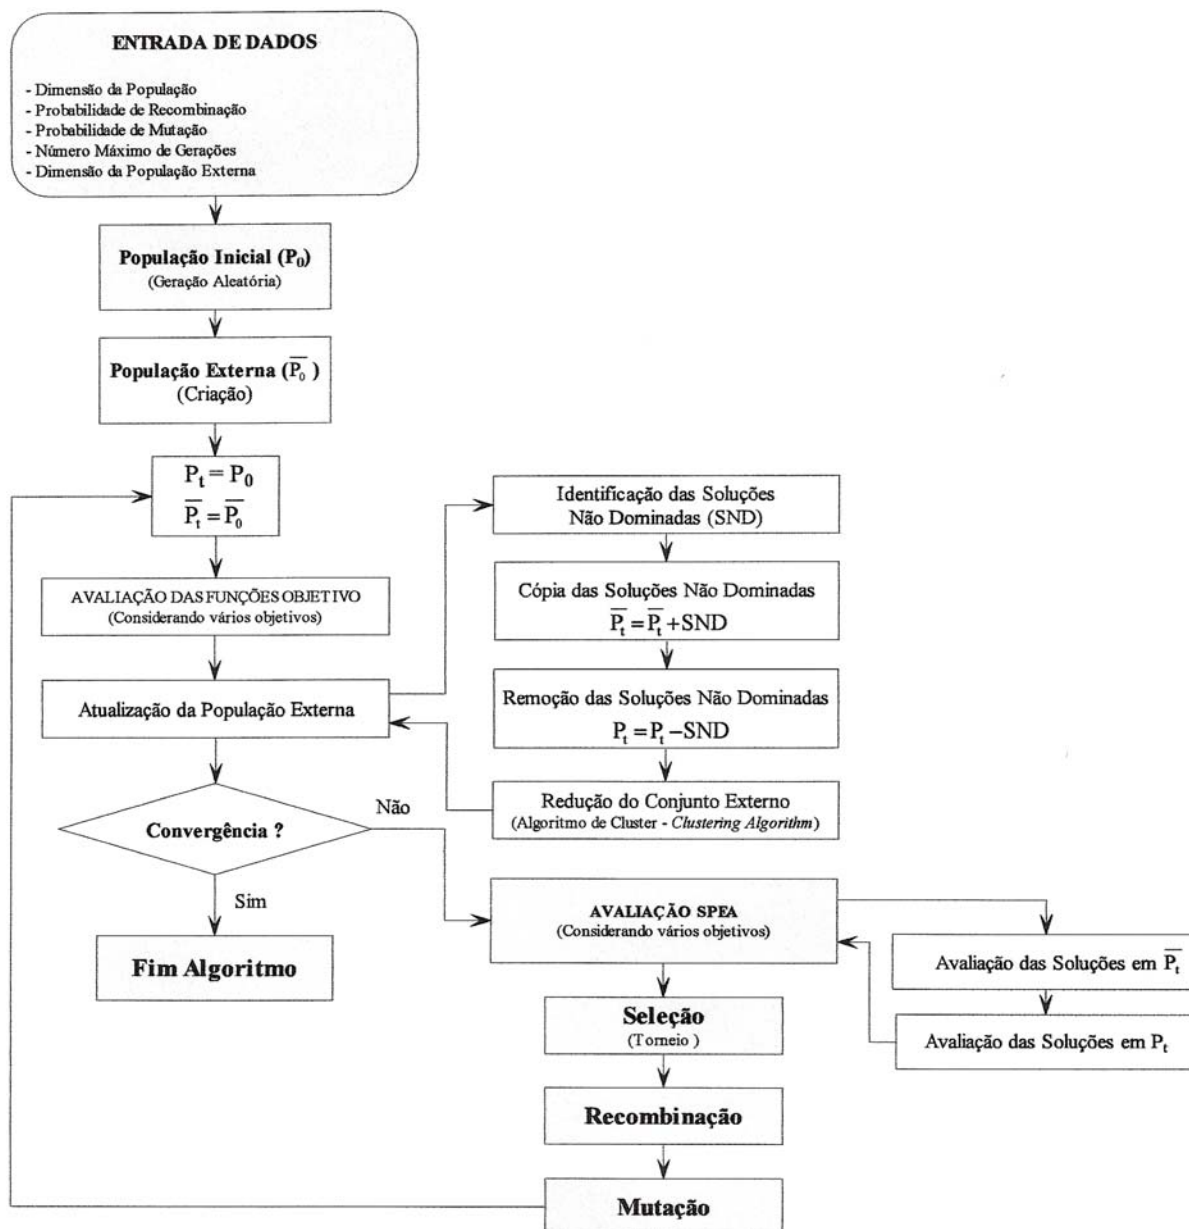 ENTRADA DE DADOS
- Dimensão da População
- Probabilidade de Recombinação
- Probabilidade de Mutação
- Número Máximo de Gerações
- Dimensão da População Externa
População Inicial (P₀)
(Geração Aleatória)
População Externa (P̅₀)
(Criação)
Pₜ = P₀
P̅ₜ = P̅₀
AVALIAÇÃO DAS FUNÇÕES OBJETIVO
(Considerando vários objetivos)
Atualização da População Externa
Identificação das Soluções
Não Dominadas (SND)
Cópia das Soluções Não Dominadas
P̅ₜ = P̅ₜ + SND
Remoção das Soluções Não Dominadas
Pₜ = Pₜ – SND
Redução do Conjunto Externo
(Algoritmo de Cluster - Clustering Algorithm)
Convergência ?
Não
Sim
Fim Algoritmo
AVALIAÇÃO SPEA
(Considerando vários objetivos)
Avaliação das Soluções em P̅ₜ
Avaliação das Soluções em Pₜ
Seleção
(Torneio )
Recombinação
Mutação